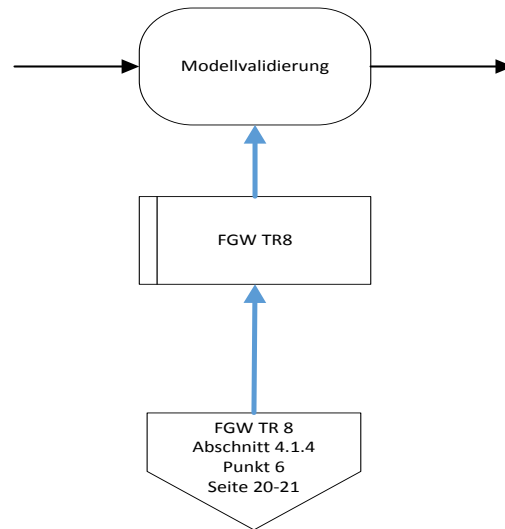 Modellvalidierung
FGW TR8
FGW TR 8
Abschnitt 4.1.4
Punkt 6
Seite 20-21